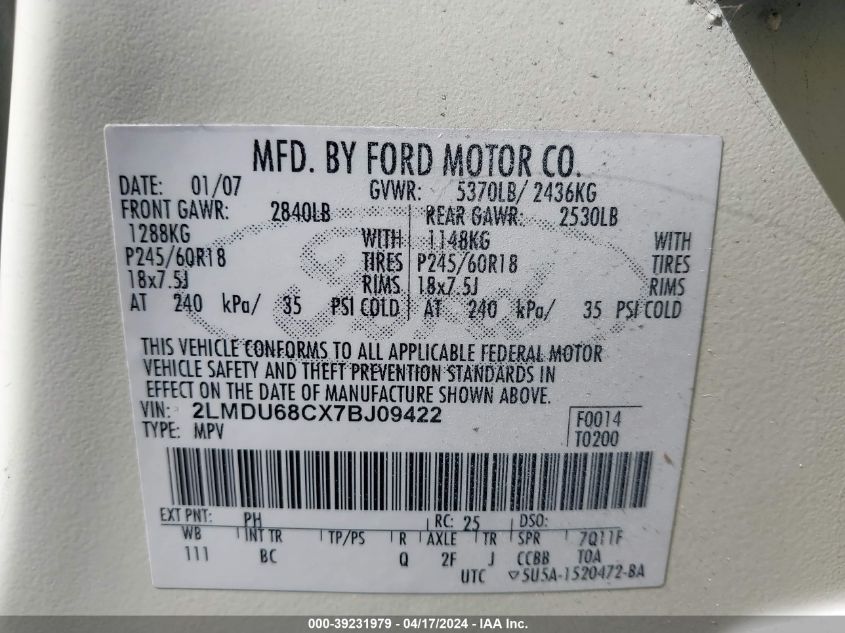 MFD. BY FORD MOTOR CO.
DATE: 01/07 GVWR: 5370LB/ 2436KG
FRONT GAWR: 2840LB REAR GAWR: 2530LB
1288KG WITH 1148KG WITH
P245/60R18 TIRES P245/60R18 TIRES
18x7.5J RIMS 18x7.5J RIMS
AT 240 kPa/ 35 PSI COLD AT 240 kPa/ 35 PSI COLD
THIS VEHICLE CONFORMS TO ALL APPLICABLE FEDERAL MOTOR
VEHICLE SAFETY AND THEFT PREVENTION STANDARDS IN
EFFECT ON THE DATE OF MANUFACTURE SHOWN ABOVE.
VIN: 2LMDU68CX7BJ09422 F0014
TYPE: MPV T0200
EXT PNT: PH RC: 25 DSO:
WB INT TR TP/PS R AXLE TR SPR 7Q11F
111 BC Q 2F J CCBB TOA
UTC ▽5U5A-1520472-BA
000-39231979 - 04/17/2024 - IAA Inc.